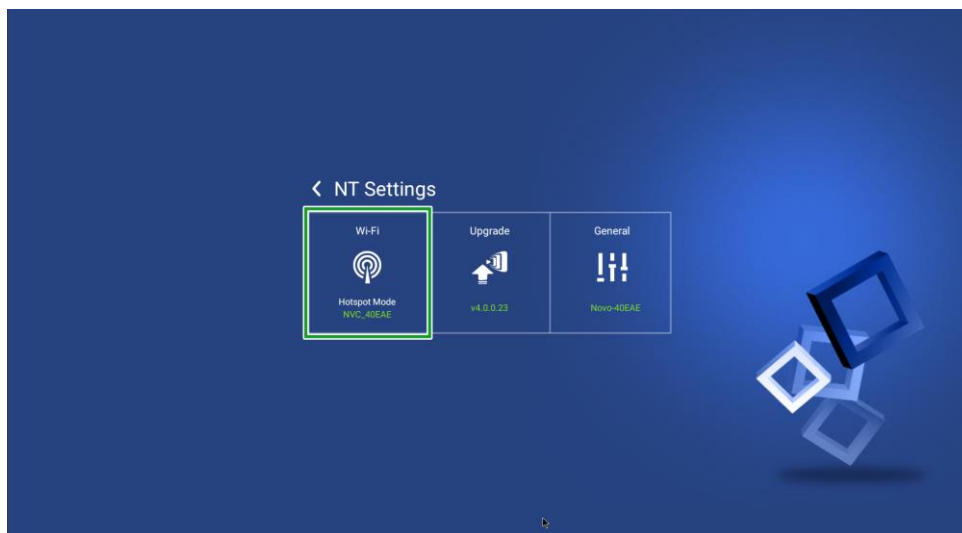 NT Settings
Wi-Fi
Hotspot Mode
NVC_40EAE
Upgrade
v4.0.0.23
General
Novo-40EAE